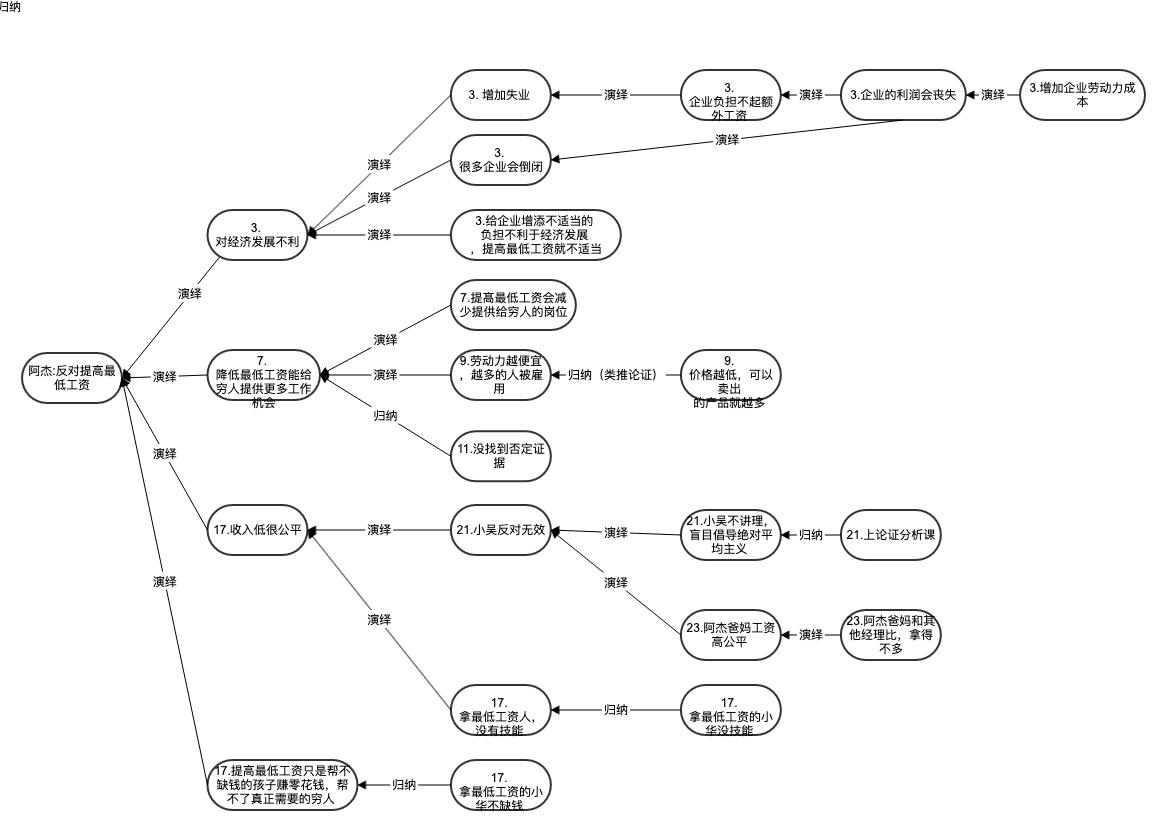 归纳
3. 增加失业
演绎
3.
企业负担不起额
外工资
演绎
3.企业的利润会丧失
演绎
3.增加企业劳动力成
本
演绎
3.
很多企业会倒闭
演绎
演绎
3.
对经济发展不利
演绎
3.给企业增添不适当的
负担不利于经济发展
，提高最低工资就不适当
演绎
7.提高最低工资会减
少提供给穷人的岗位
演绎
阿杰:反对提高最
低工资
演绎
7.
降低最低工资能给
穷人提供更多工作
机会
演绎
9.劳动力越便宜
，越多的人被雇
用
归纳（类推论证）
9.
价格越低，可以
卖出
的产品就越多
归纳
11.没找到否定证
据
演绎
17.收入低很公平
演绎
21.小吴反对无效
演绎
21.小吴不讲理，
盲目倡导绝对平
均主义
归纳
21.上论证分析课
演绎
演绎
23.阿杰爸妈工资
高公平
演绎
23.阿杰爸妈和其
他经理比，拿得
不多
演绎
演绎
17.
拿最低工资人，
没有技能
归纳
17.
拿最低工资的小
华没技能
17.提高最低工资只是帮不
缺钱的孩子赚零花钱，帮
不了真正需要的穷人
归纳
17.
拿最低工资的小
华不缺钱